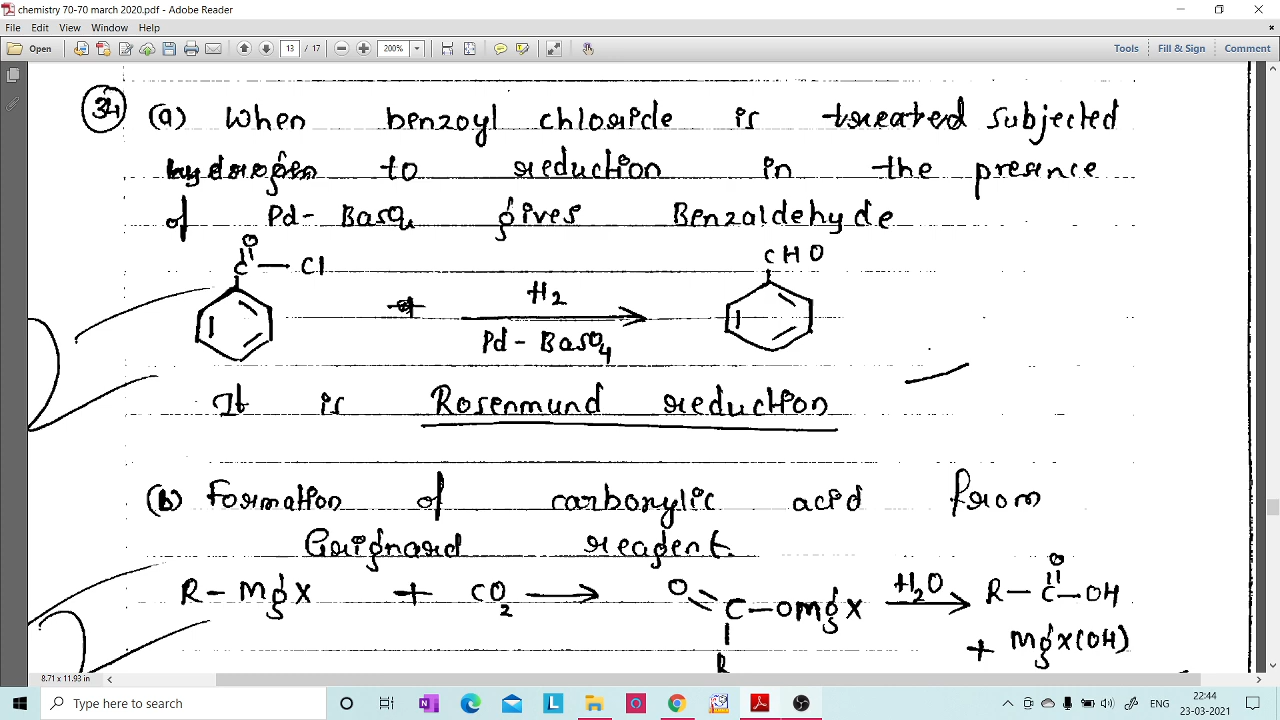 chemistry 70-70 march 2020.pdf - Adobe Reader
File Edit View Window Help
Open 13 / 17 200% Tools Fill & Sign Comment
34 (a) When benzoyl chloride is treated subjected
hydrogen to reduction in the presence
of Pd - BaSO4 gives Benzaldehyde
O
C — Cl
CHO
+ H2
Pd - BaSO4
It is Rosenmund reduction
(b) Formation of carboxylic acid from
Grignard reagent.
R - MgX + CO2 → O = C - OMgX H2O → R - C - OH
O
R
+ MgX(OH)
8.71 x 11.93 in
Type here to search
22:44
ENG
23-03-2021